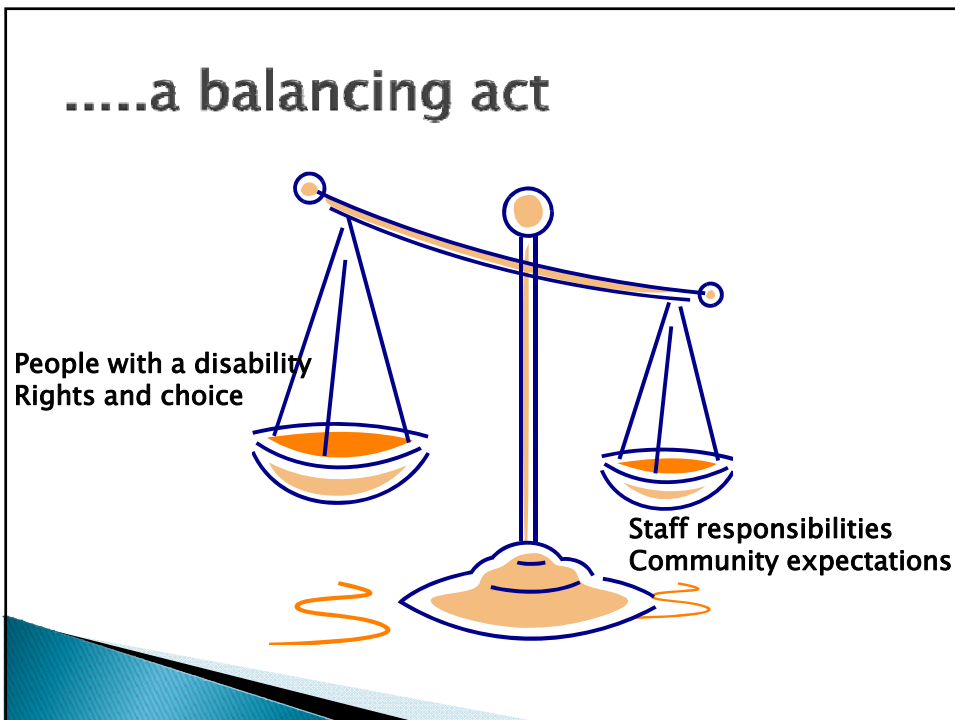 .....a balancing act
People with a disability
Rights and choice
Staff responsibilities
Community expectations